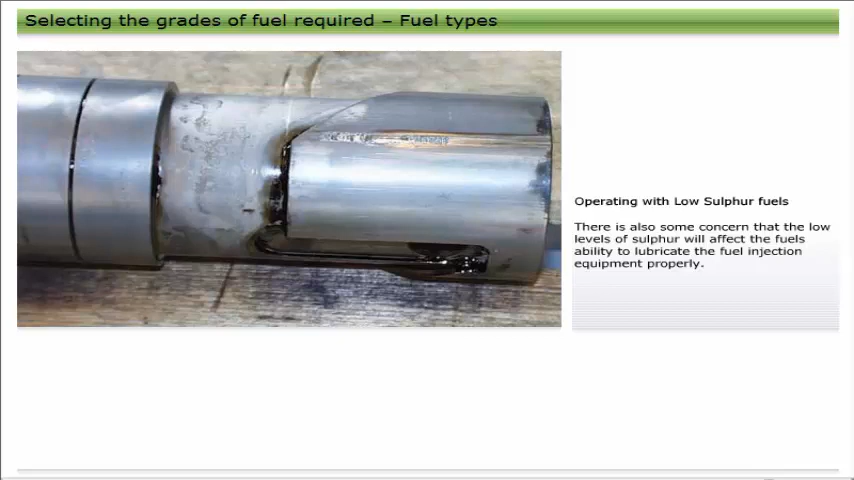 Selecting the grades of fuel required – Fuel types
Operating with Low Sulphur fuels
There is also some concern that the low
levels of sulphur will affect the fuels
ability to lubricate the fuel injection
equipment properly.